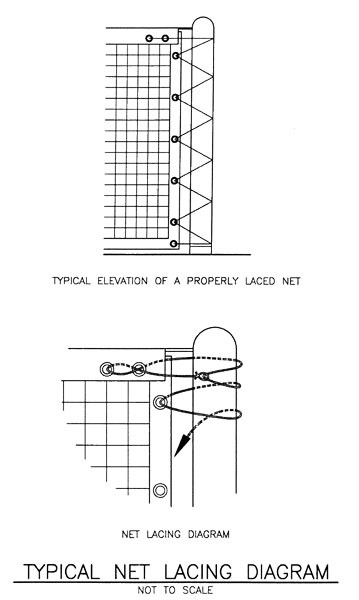 TYPICAL ELEVATION OF A PROPERLY LACED NET
NET LACING DIAGRAM
TYPICAL NET LACING DIAGRAM
NOT TO SCALE